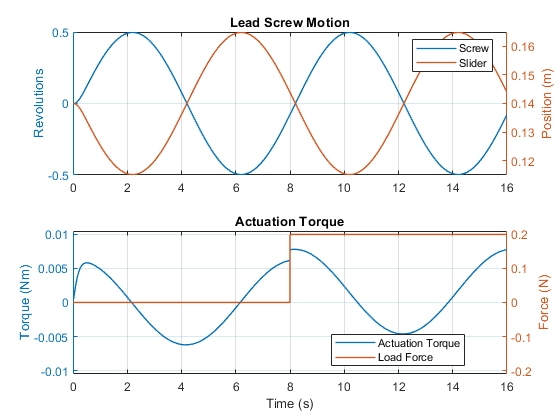 Lead Screw Motion
Revolutions
0.5
0
-0.5
Screw
Slider
0.16
0.15
0.14
0.13
0.12
Position (m)
0 2 4 6 8 10 12 14 16
Actuation Torque
Torque (Nm)
0.01
0.005
0
-0.005
-0.01
Actuation Torque
Load Force
0.2
0.1
0
-0.1
-0.2
Force (N)
0 2 4 6 8 10 12 14 16
Time (s)